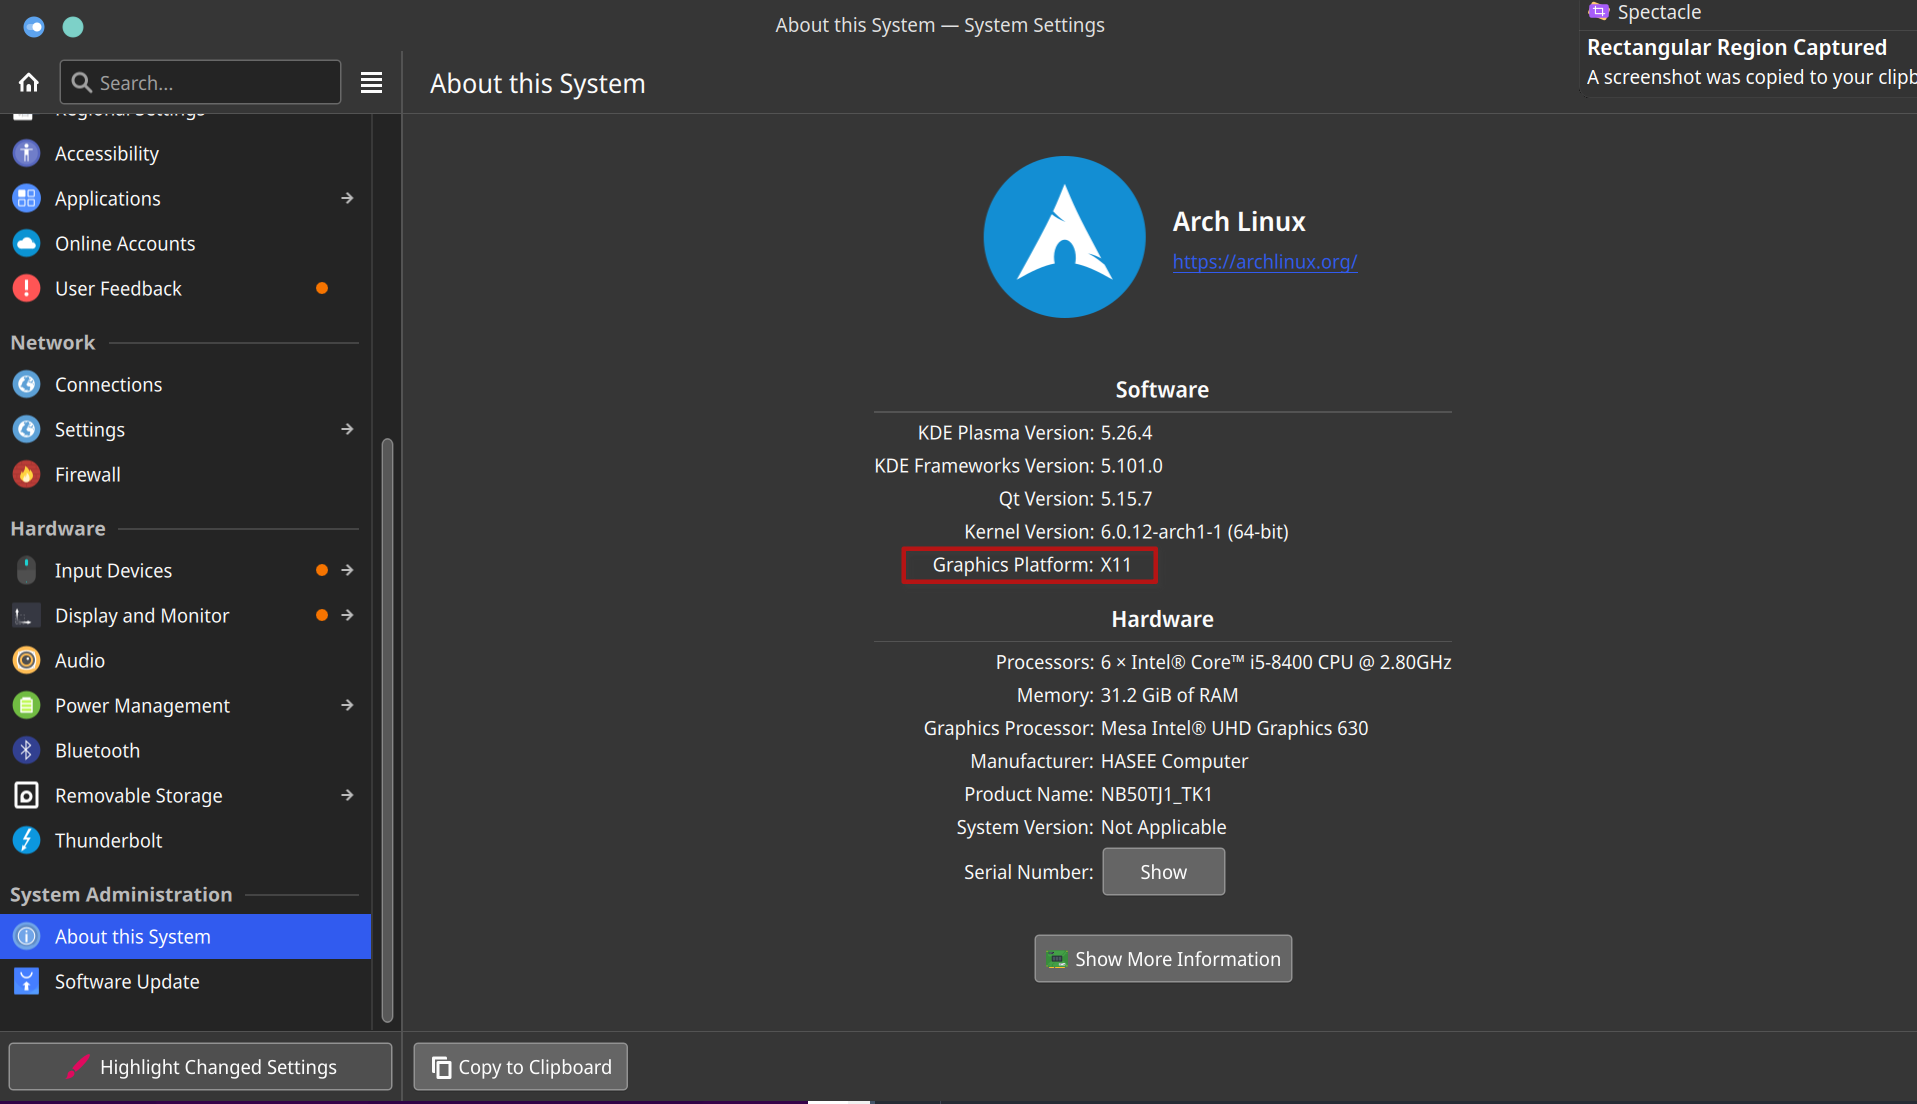 About this System — System Settings
Spectacle
Rectangular Region Captured
A screenshot was copied to your clipb
Search...
About this System
Regional Settings
Accessibility
Applications
Online Accounts
User Feedback
Network
Connections
Settings
Firewall
Hardware
Input Devices
Display and Monitor
Audio
Power Management
Bluetooth
Removable Storage
Thunderbolt
System Administration
About this System
Software Update
Highlight Changed Settings
Arch Linux
https://archlinux.org/
Software
KDE Plasma Version: 5.26.4
KDE Frameworks Version: 5.101.0
Qt Version: 5.15.7
Kernel Version: 6.0.12-arch1-1 (64-bit)
Graphics Platform: X11
Hardware
Processors: 6 × Intel® Core™ i5-8400 CPU @ 2.80GHz
Memory: 31.2 GiB of RAM
Graphics Processor: Mesa Intel® UHD Graphics 630
Manufacturer: HASEE Computer
Product Name: NB50TJ1_TK1
System Version: Not Applicable
Serial Number: Show
Show More Information
Copy to Clipboard